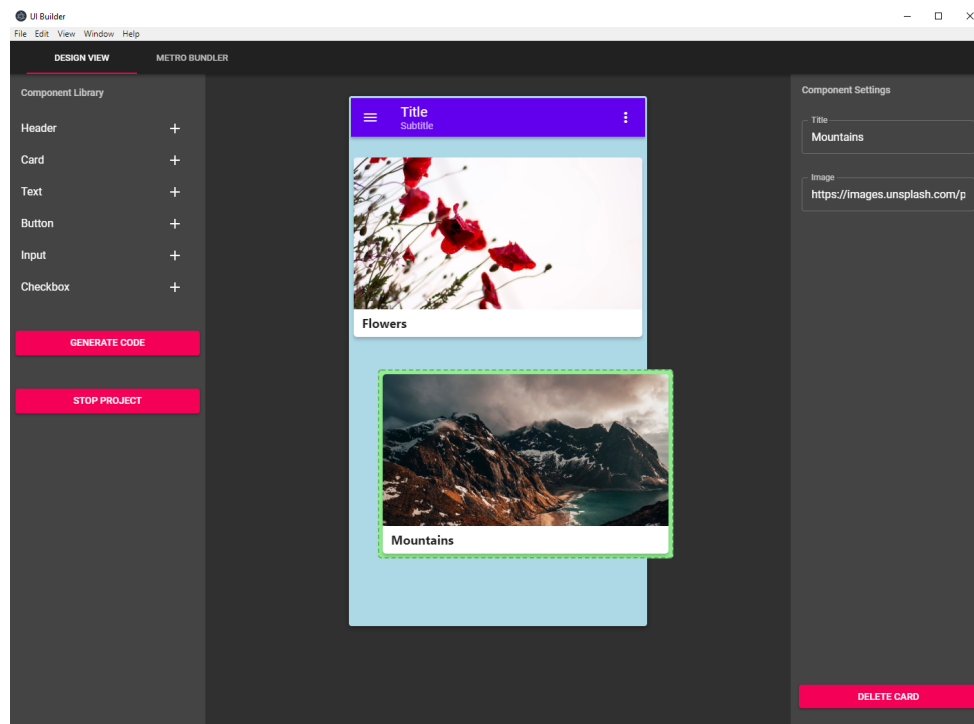 UI Builder
File Edit View Window Help
DESIGN VIEW METRO BUNDLER
Component Library
Header
Card
Text
Button
Input
Checkbox
GENERATE CODE
STOP PROJECT
Title
Subtitle
Flowers
Mountains
Component Settings
Title
Mountains
Image
https://images.unsplash.com/p
DELETE CARD